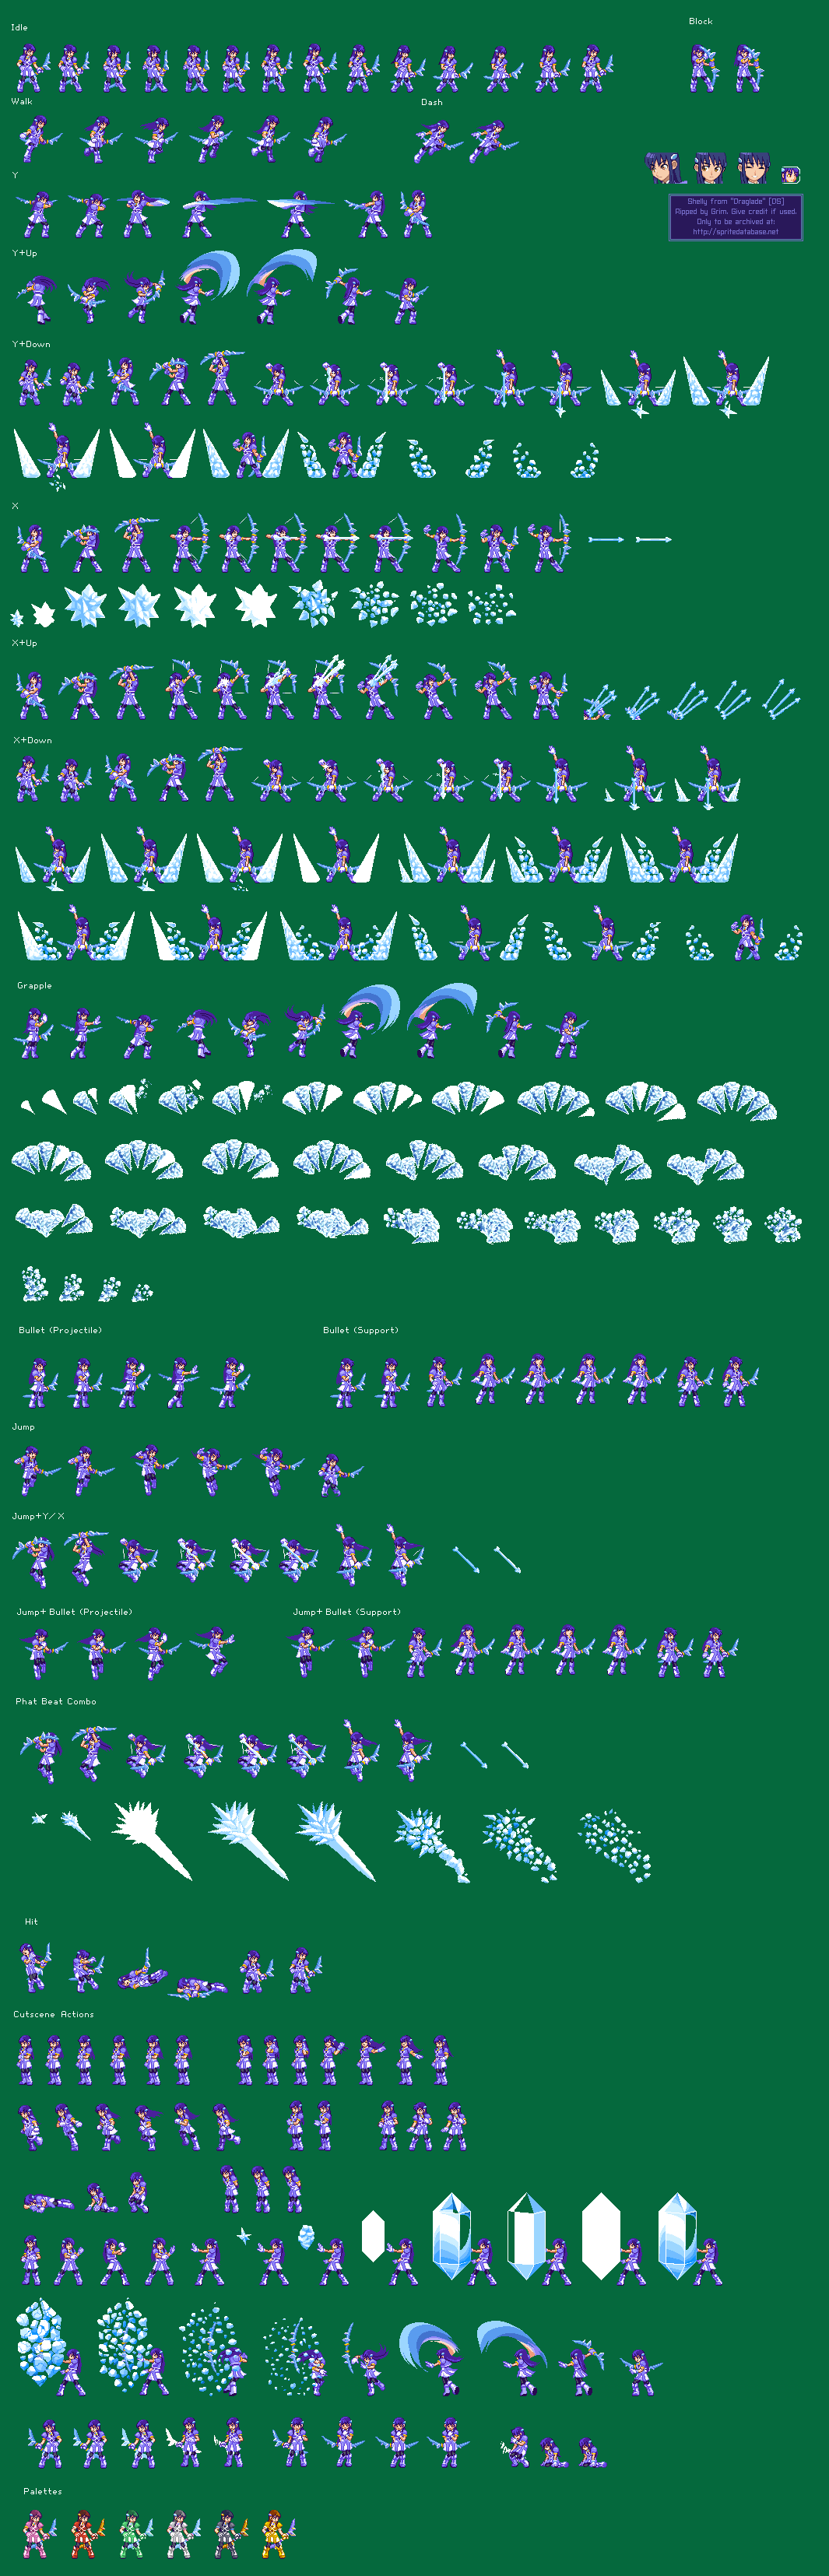 Idle
Block
Walk
Dash
Y
Shelly from "Draglade" [DS]
Ripped by Grim. Give credit if used.
Only to be archived at:
http://spritedatabase.net
Y+Up
Y+Down
X
X+Up
X+Down
Grapple
Bullet (Projectile)
Bullet (Support)
Jump
Jump+Y/X
Jump+ Bullet (Projectile)
Jump+ Bullet (Support)
Phat Beat Combo
Hit
Cutscene Actions
Palettes